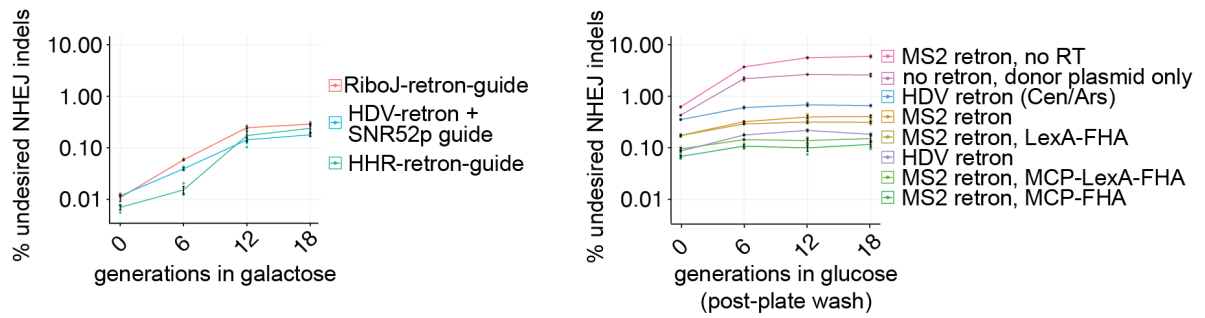 % undesired NHEJ indels
10.00
1.00
0.10
0.01
0
6
12
18
generations in galactose
RiboJ-retron-guide
HDV-retron +
SNR52p guide
HHR-retron-guide
% undesired NHEJ indels
10.00
1.00
0.10
0.01
0
6
12
18
generations in glucose
(post-plate wash)
MS2 retron, no RT
no retron, donor plasmid only
HDV retron (Cen/Ars)
MS2 retron
MS2 retron, LexA-FHA
HDV retron
MS2 retron, MCP-LexA-FHA
MS2 retron, MCP-FHA